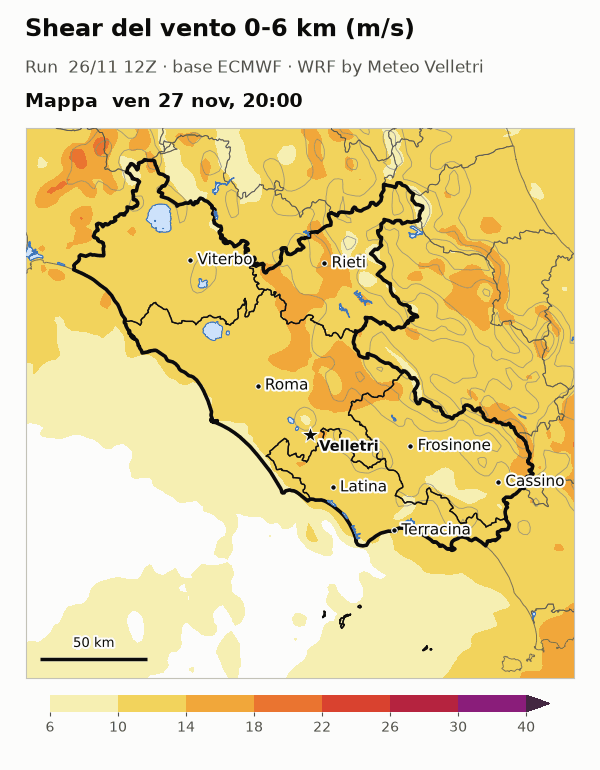 Shear del vento 0-6 km (m/s)
Run  26/11 12Z · base ECMWF · WRF by Meteo Velletri
Mappa  ven 27 nov, 20:00
Viterbo
Rieti
Roma
Velletri
Frosinone
Latina
Cassino
Terracina
50 km
6 10 14 18 22 26 30 40